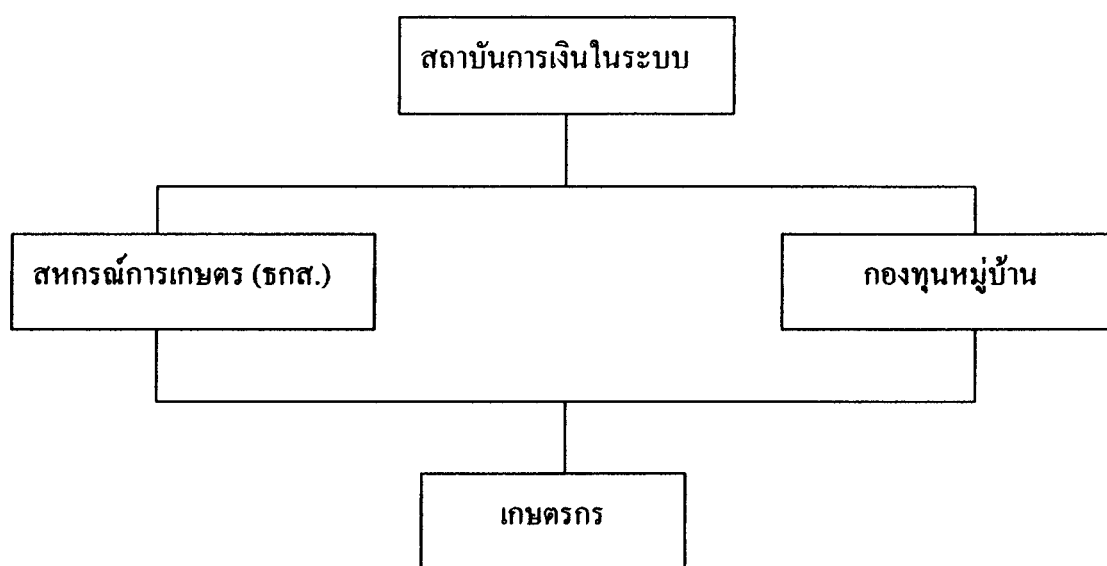 สถาบันการเงินในระบบ
สหกรณ์การเกษตร (ธกส.)
กองทุนหมู่บ้าน
เกษตรกร